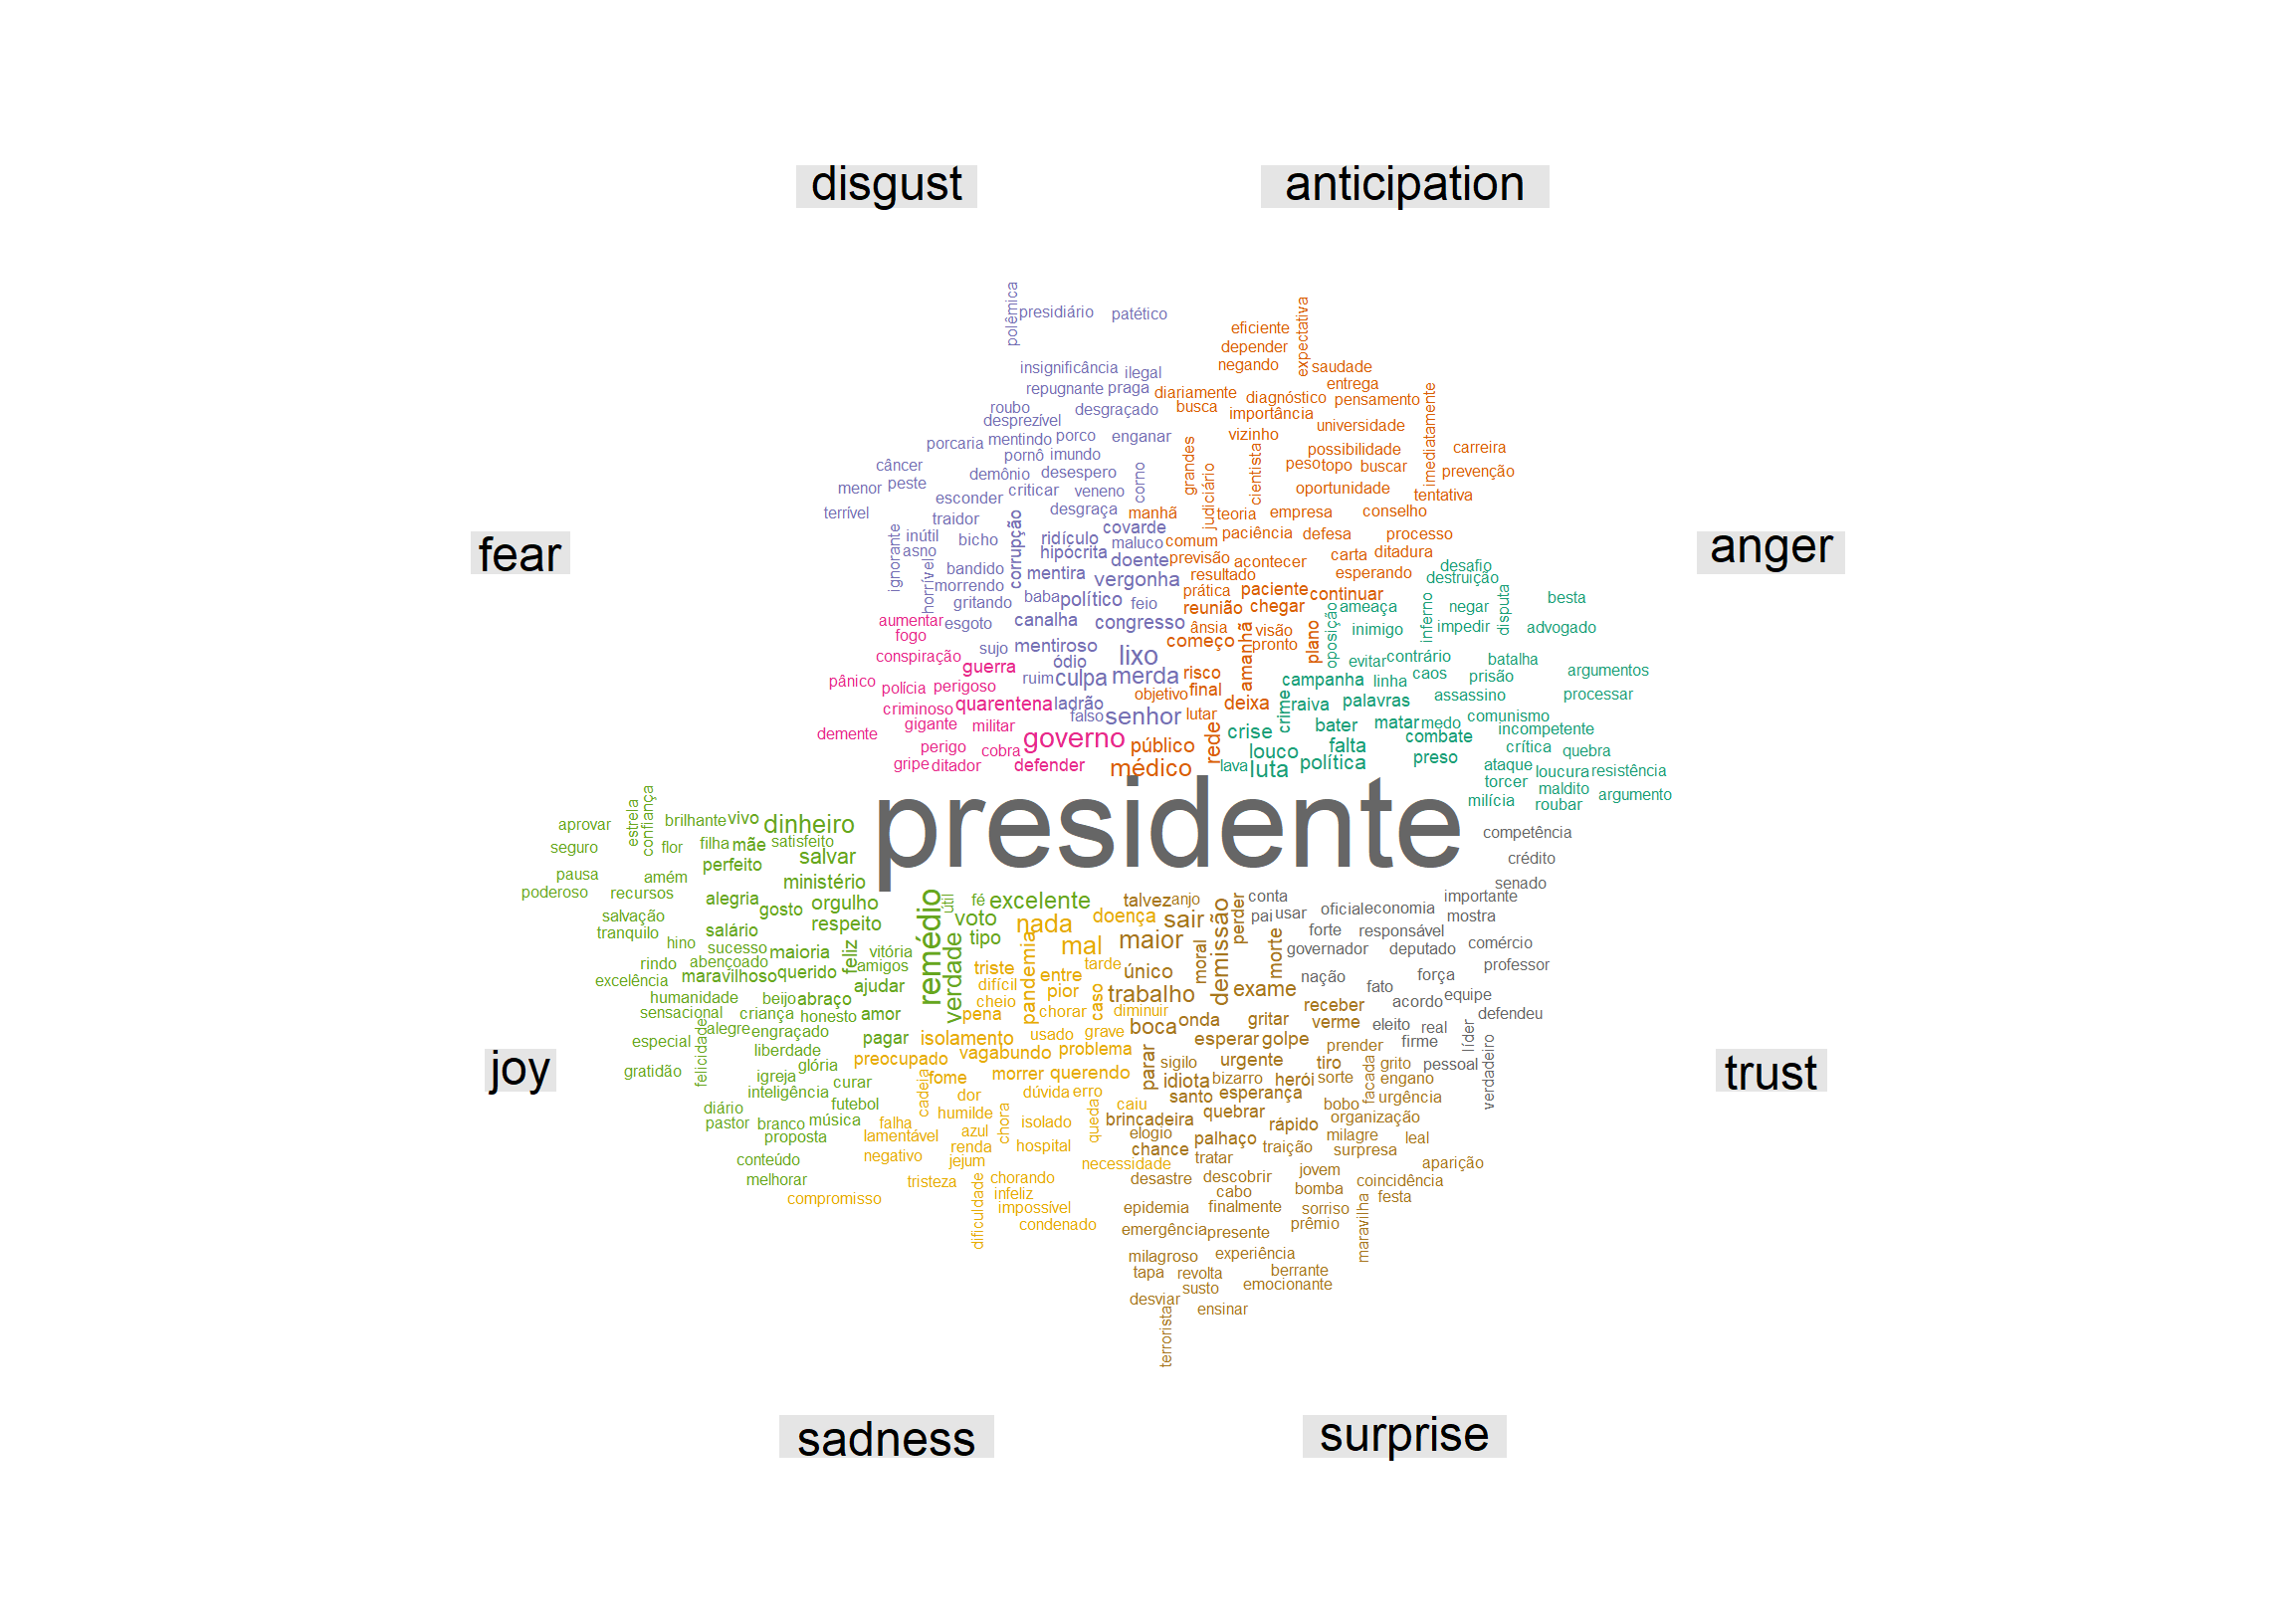 disgust anticipation
polêmica presidiário patético
eficiente expectativa
depender
negando saudade
insignificância ilegal entrega
repugnante praga diariamente diagnóstico pensamento imediatamente
roubo desgraçado busca importância
desprezível universidade
porcaria mentindo porco enganar vizinho
pornô imundo grandes cientista possibilidade carreira
câncer demônio desespero corno judiciário peso topo buscar prevenção
menor peste esconder criticar veneno oportunidade tentativa
terrível traidor desgraça manhã teoria empresa conselho
fear ignorante inútil bicho corrupção ridículo covarde paciência defesa processo anger
asno hipócrita maluco comum carta ditadura
horrível bandido mentira doente previsão acontecer esperando desafio
morrendo vergonha resultado destruição
gritando baba político feio prática paciente continuar
aumentar esgoto canalha congresso reunião chegar ameaça inferno negar disputa besta
fogo ânsia visão oposição inimigo impedir advogado
conspiração sujo mentiroso começo amanhã pronto plano
guerra ódio lixo evitar contrário batalha
pânico polícia perigoso ruim culpa merda risco campanha linha caos prisão argumentos
criminoso quarentena ladrão objetivo final crime raiva palavras assassino processar
gigante militar falso senhor lutar deixa bater matar medo comunismo
demente governo público rede crise falta combate incompetente
perigo cobra louco crítica quebra
gripe ditador defender médico lava luta política preso ataque loucura resistência
torcer maldito
milícia roubar argumento
presidente
aprovar estrela confiança brilhante vivo dinheiro competência
seguro flor filha mãe satisfeito
pausa amém perfeito salvar crédito
poderoso recursos ministério senado
alegria gosto orgulho remédio útil fé excelente talvez anjo perder conta importante
salvação respeito voto nada doença sair demissão pai usar oficial economia mostra
tranquilo salário tipo maior forte responsável
hino sucesso maioria feliz vitória verdade pandemia mal moral morte governador deputado comércio
rindo abençoado amigos triste entre tarde único professor
excelência maravilhoso querido ajudar difícil pior nação força
humanidade beijo abraço cheio caso trabalho exame fato equipe
sensacional criança honesto amor pena chorar diminuir receber acordo defendeu
felicidade alegre engraçado boca onda gritar verme eleito real
especial liberdade pagar isolamento usado grave esperar golpe firme líder
joy glória preocupado vagabundo problema parar sigilo urgente prender grito pessoal verdadeiro trust
gratidão igreja curar cadeia fome morrer querendo idiota bizarro herói tiro sorte facada engano
inteligência dor dúvida erro santo esperança urgência
diário futebol humilde chora queda caiu quebrar bobo
pastor branco música falha azul isolado brincadeira rápido organização
proposta lamentável renda hospital elogio palhaço milagre leal
conteúdo negativo jejum necessidade chance tratar traição surpresa aparição
melhorar tristeza chorando desastre descobrir jovem coincidência
compromisso dificuldade infeliz cabo bomba festa
impossível epidemia finalmente sorriso maravilha
condenado emergência presente prêmio
milagroso experiência
tapa revolta berrante
susto emocionante
desviar ensinar
terrorista
sadness surprise